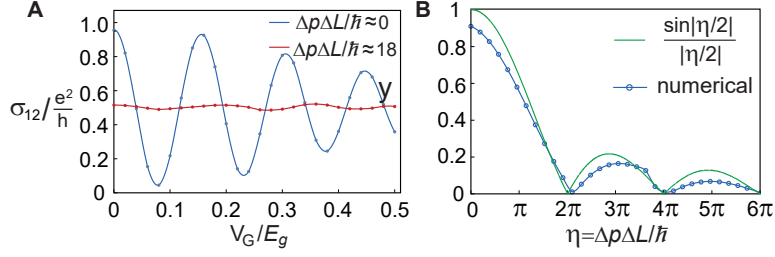 A
ΔpΔL/ħ≈0
ΔpΔL/ħ≈18
y
σ₁₂/ e²/h
1.0
0.8
0.6
0.4
0.2
0
0 0.1 0.2 0.3 0.4 0.5
V_G/E_g
B
sin|η/2|
|η/2|
numerical
1
0.8
0.6
0.4
0.2
0
0 π 2π 3π 4π 5π 6π
η=ΔpΔL/ħ